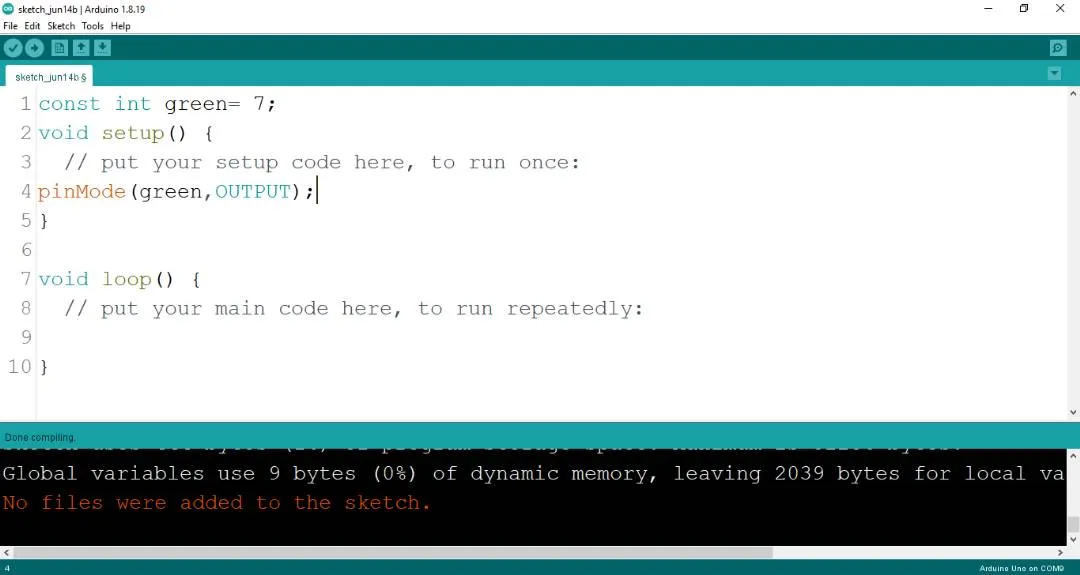 sketch_jun14b | Arduino 1.8.19
File Edit Sketch Tools Help
sketch_jun14b §
1 const int green= 7;
2 void setup() {
3 // put your setup code here, to run once:
4 pinMode(green,OUTPUT);
5 }
6
7 void loop() {
8 // put your main code here, to run repeatedly:
9
10 }
Done compiling.
Global variables use 9 bytes (0%) of dynamic memory, leaving 2039 bytes for local va
No files were added to the sketch.
4
Arduino Uno on COM9